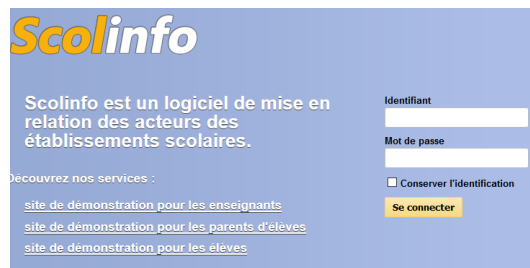 Scolinfo
Scolinfo est un logiciel de mise en
relation des acteurs des
établissements scolaires.
Découvrez nos services :
site de démonstration pour les enseignants
site de démonstration pour les parents d'élèves
site de démonstration pour les élèves
Identifiant
Mot de passe
Conserver l'identification
Se connecter